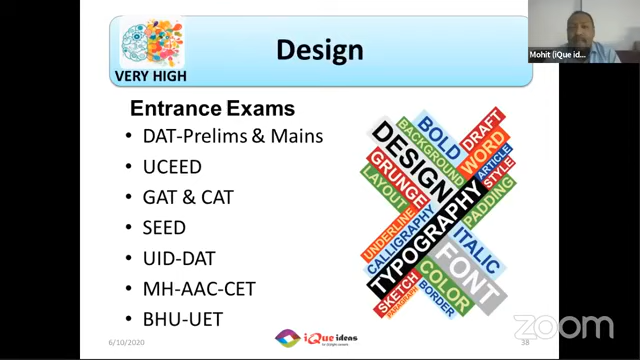 Design
VERY HIGH
Mohit (iQue id...
Entrance Exams
• DAT-Prelims & Mains
• UCEED
• GAT & CAT
• SEED
• UID-DAT
• MH-AAC-CET
• BHU-UET
DRAFT
BOLD
WORD
BACKGROUND
ARTICLE
DESIGN
STYLE
GRUNGE
PADDING
LAYOUT
TYPOGRAPHY
UNDERLINE
CALLIGRAPHY
ITALIC
FONT
COLOR
SKETCH
PARAGRAPH
BORDER
6/10/2020
iQue ideas
38
zoom